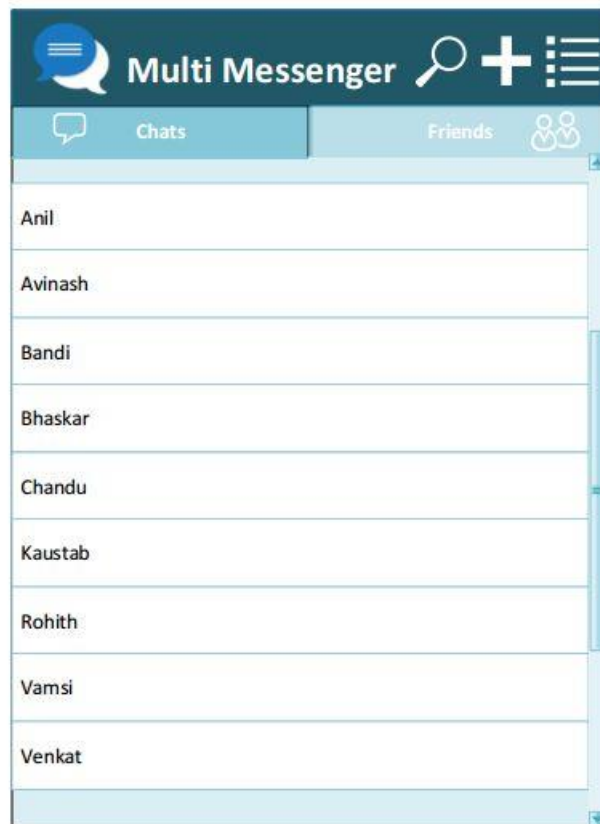 Multi Messenger
Chats Friends
Anil
Avinash
Bandi
Bhaskar
Chandu
Kaustab
Rohith
Vamsi
Venkat